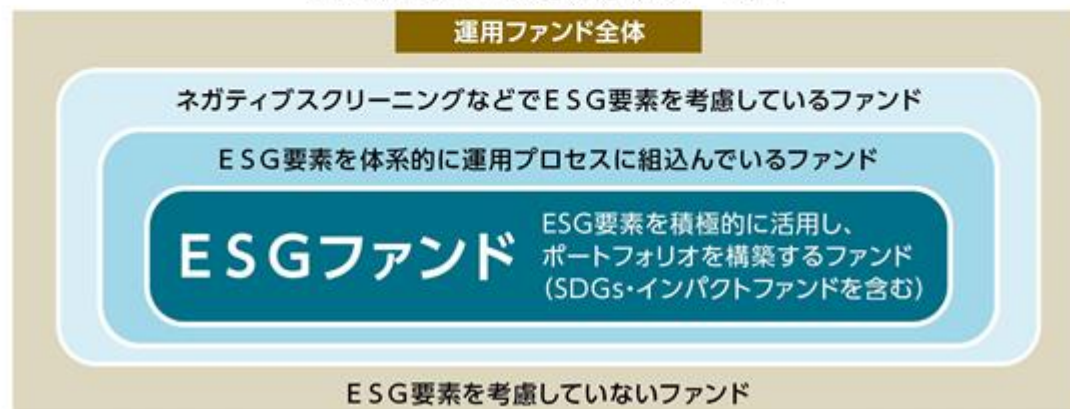 運用ファンド全体
ネガティブスクリーニングなどでESG要素を考慮しているファンド
ESG要素を体系的に運用プロセスに組込んでいるファンド
ESGファンド
ESG要素を積極的に活用し、
ポートフォリオを構築するファンド
(SDGs・インパクトファンドを含む)
ESG要素を考慮していないファンド